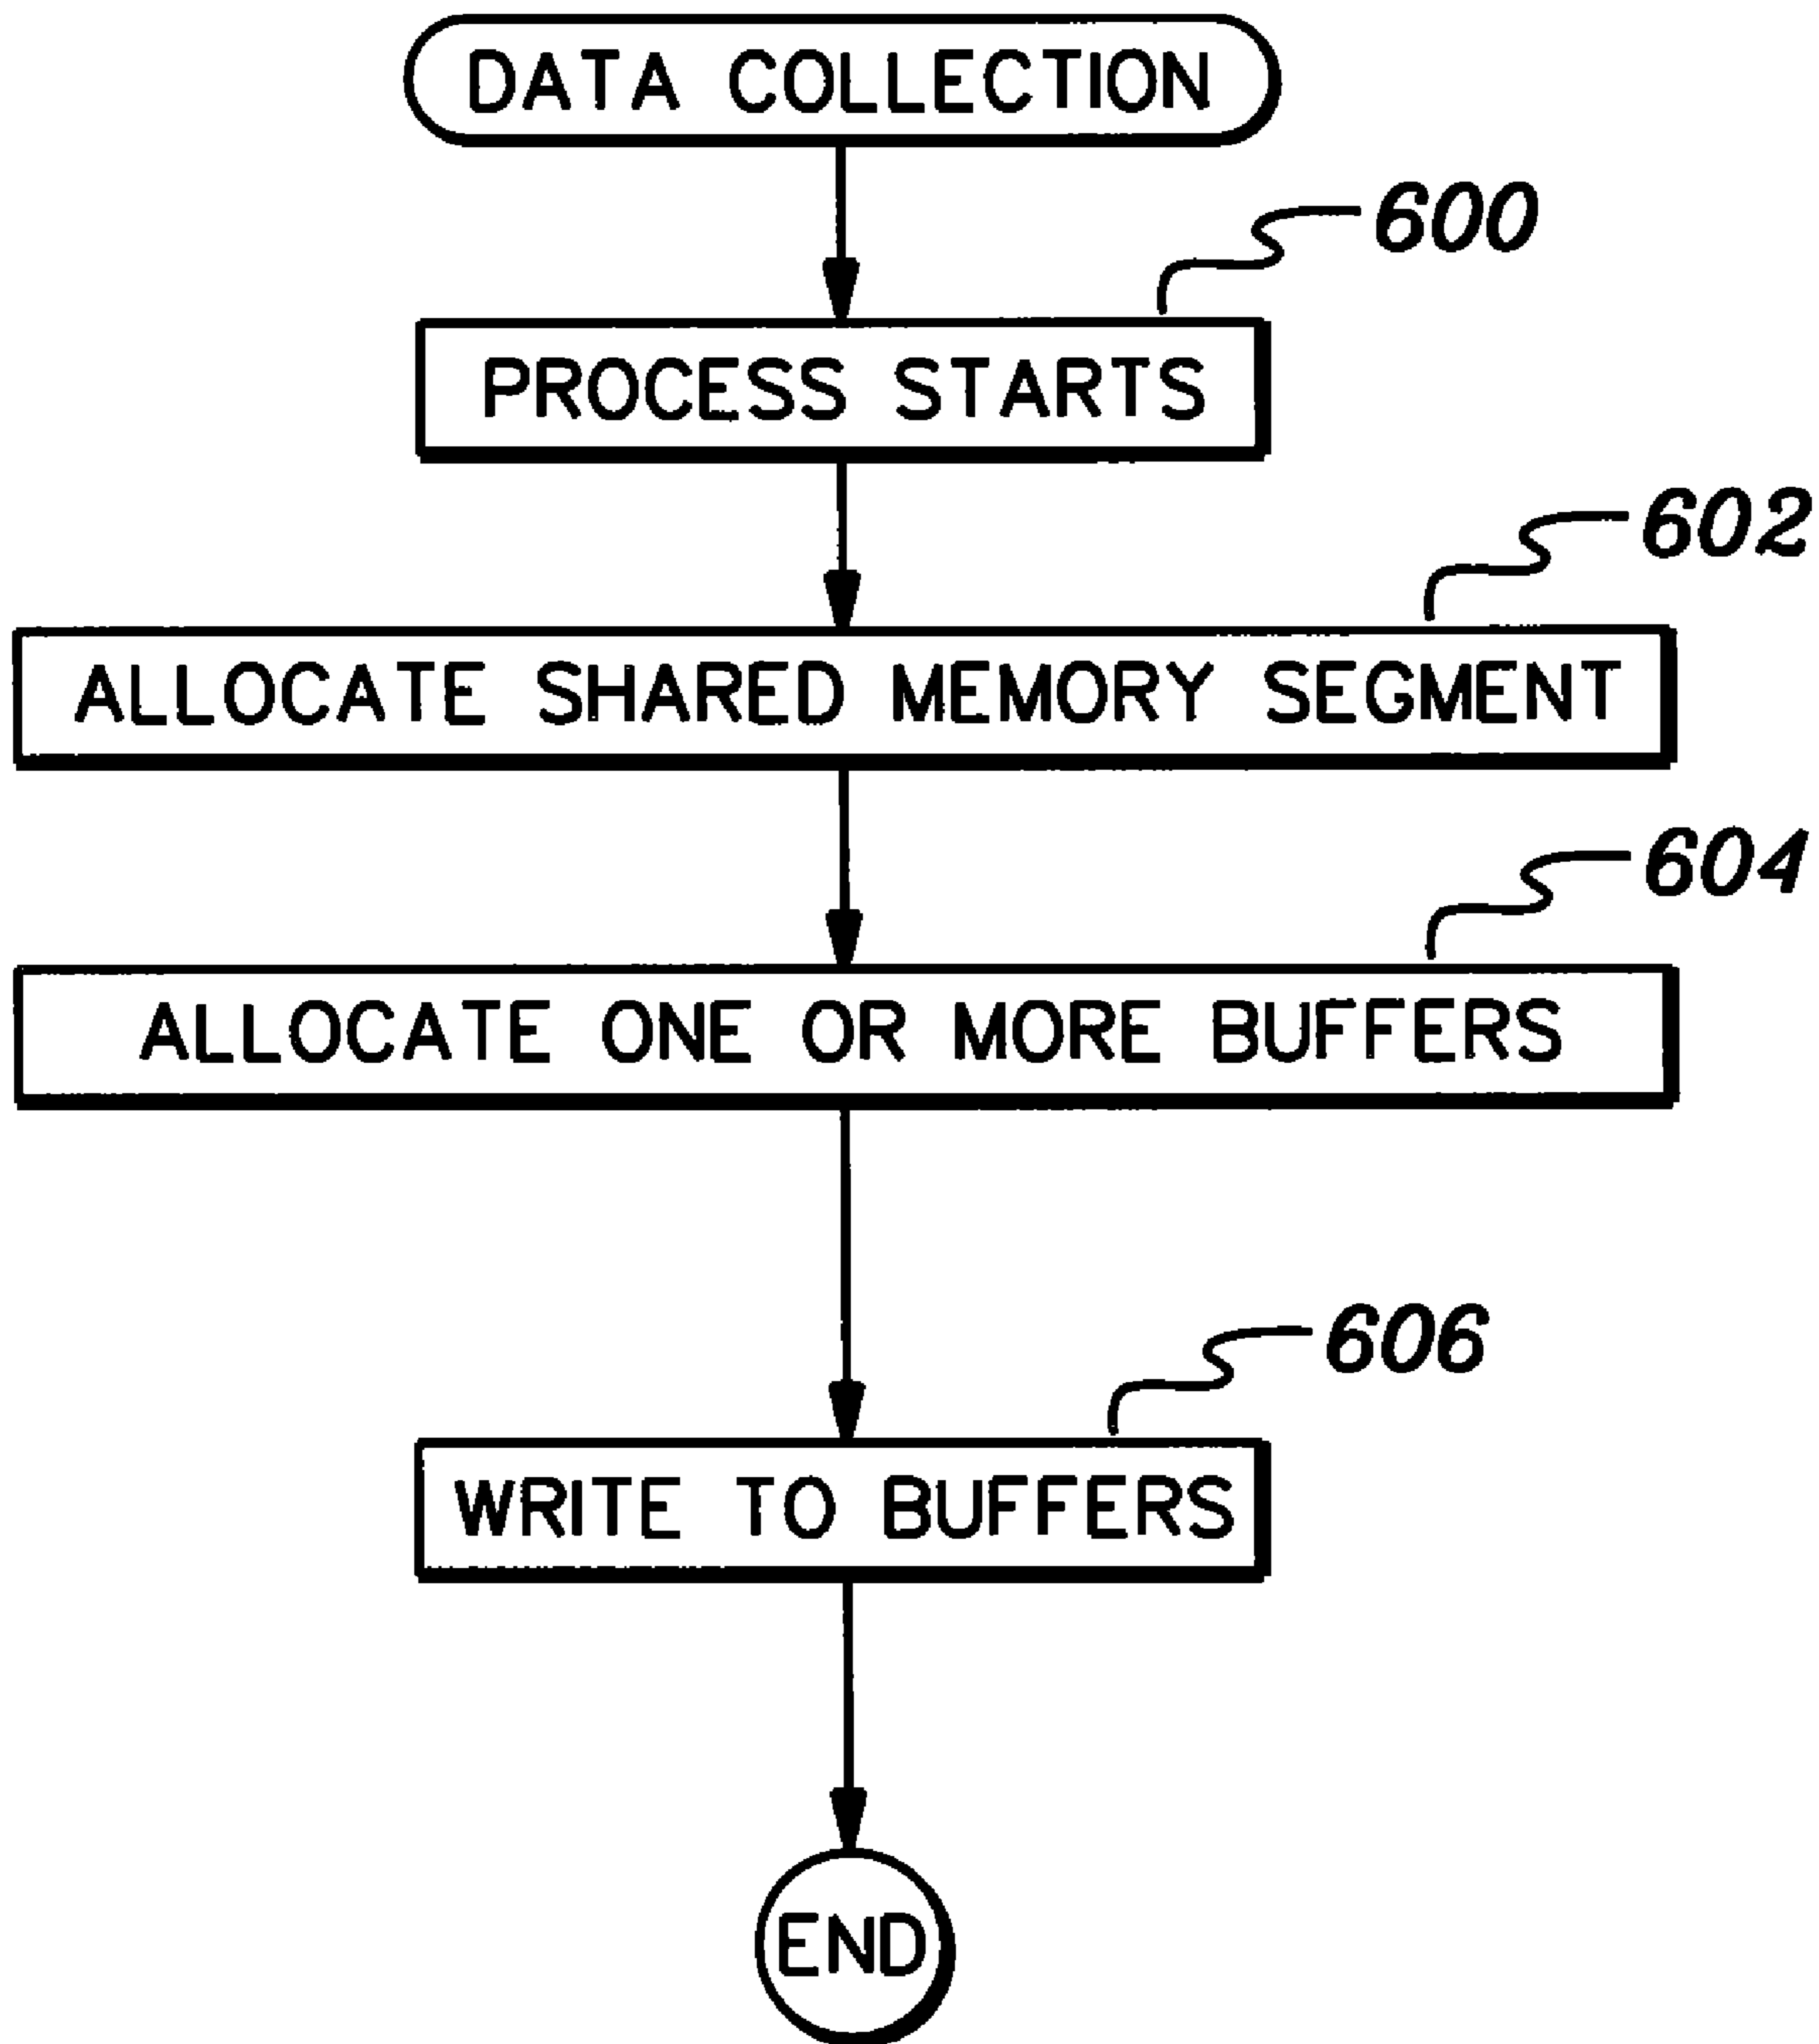 DATA COLLECTION
600
PROCESS STARTS
602
ALLOCATE SHARED MEMORY SEGMENT
604
ALLOCATE ONE OR MORE BUFFERS
606
WRITE TO BUFFERS
END